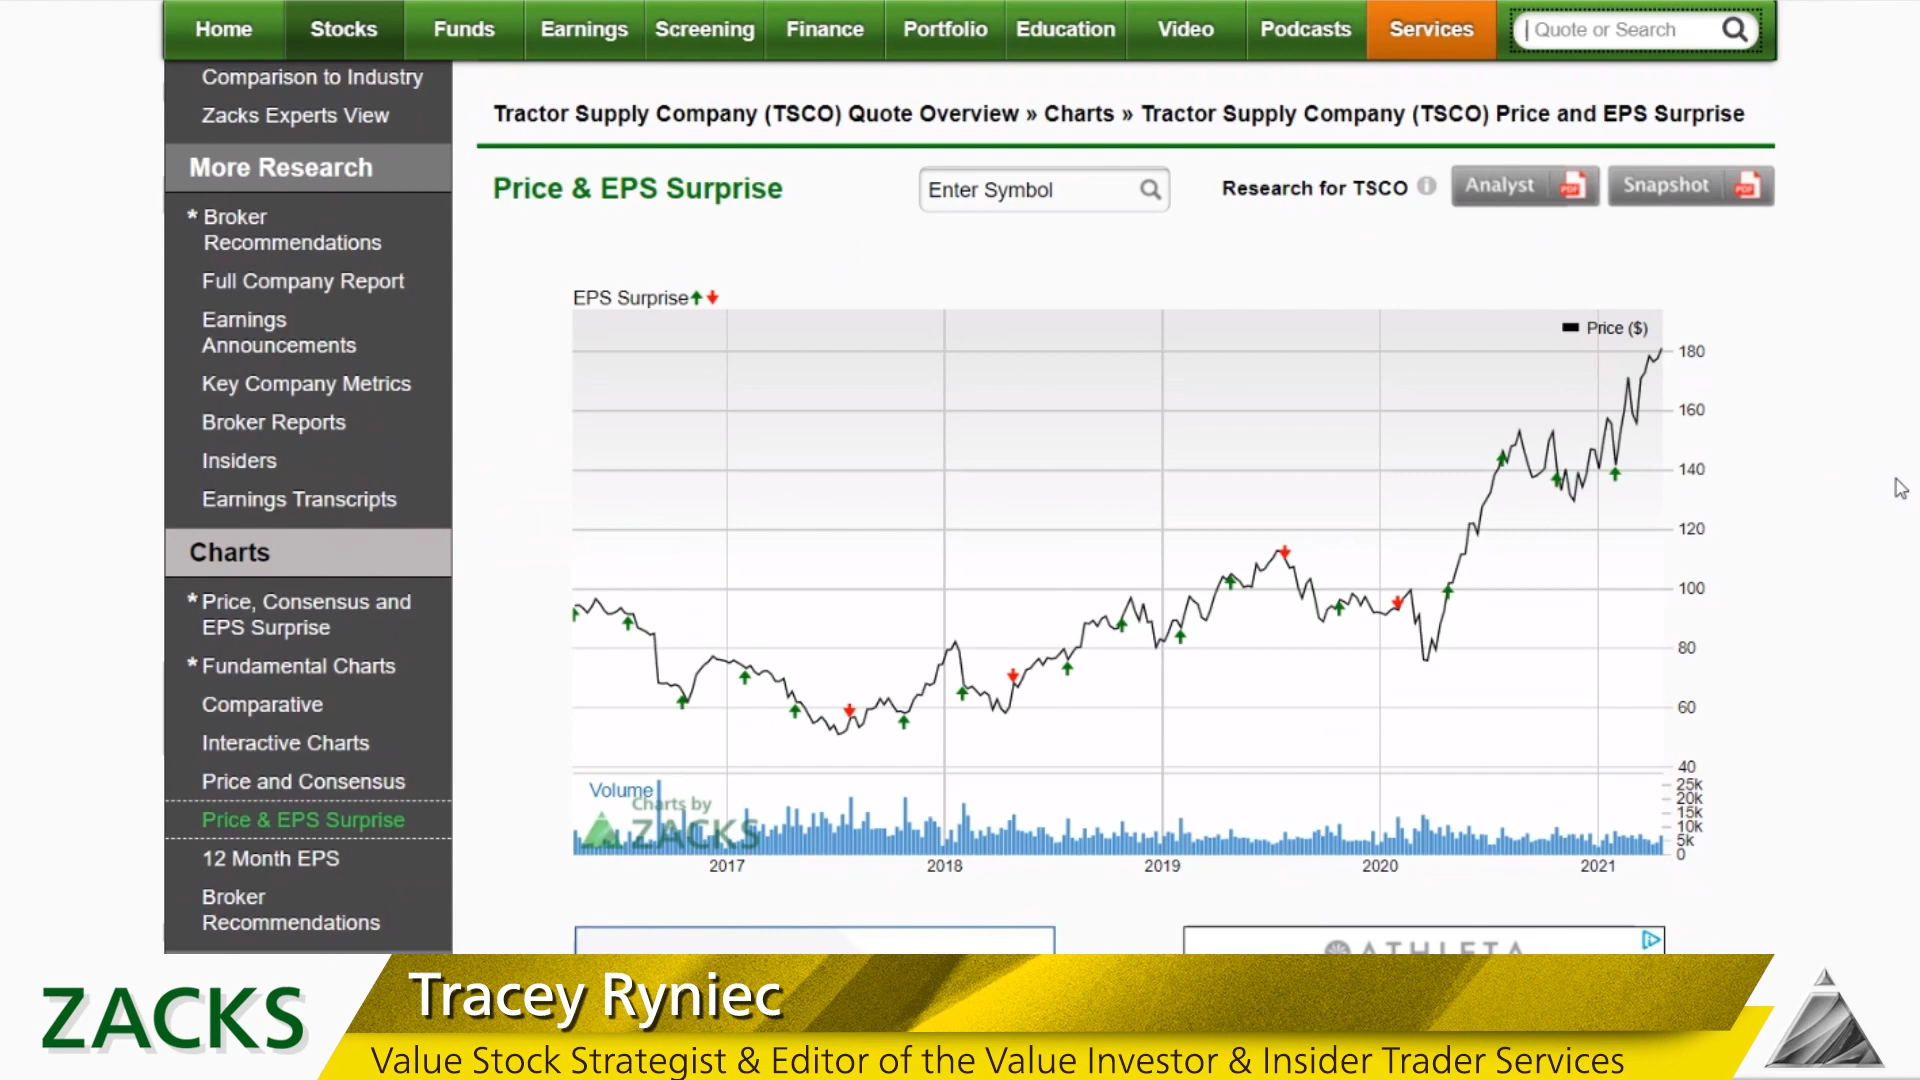 Home Stocks Funds Earnings Screening Finance Portfolio Education Video Podcasts Services Quote or Search
Comparison to Industry
Zacks Experts View
More Research
* Broker
Recommendations
Full Company Report
Earnings
Announcements
Key Company Metrics
Broker Reports
Insiders
Earnings Transcripts
Charts
* Price, Consensus and
EPS Surprise
* Fundamental Charts
Comparative
Interactive Charts
Price and Consensus
Price & EPS Surprise
12 Month EPS
Broker
Recommendations
Tractor Supply Company (TSCO) Quote Overview » Charts » Tractor Supply Company (TSCO) Price and EPS Surprise
Price & EPS Surprise
Enter Symbol
Research for TSCO
Analyst
Snapshot
EPS Surprise
Price ($)
180
160
140
120
100
80
60
40
25k
20k
15k
10k
5k
0
Volume
Charts by
ZACKS
2017 2018 2019 2020 2021
ATHLETA
ZACKS
Tracey Ryniec
Value Stock Strategist & Editor of the Value Investor & Insider Trader Services